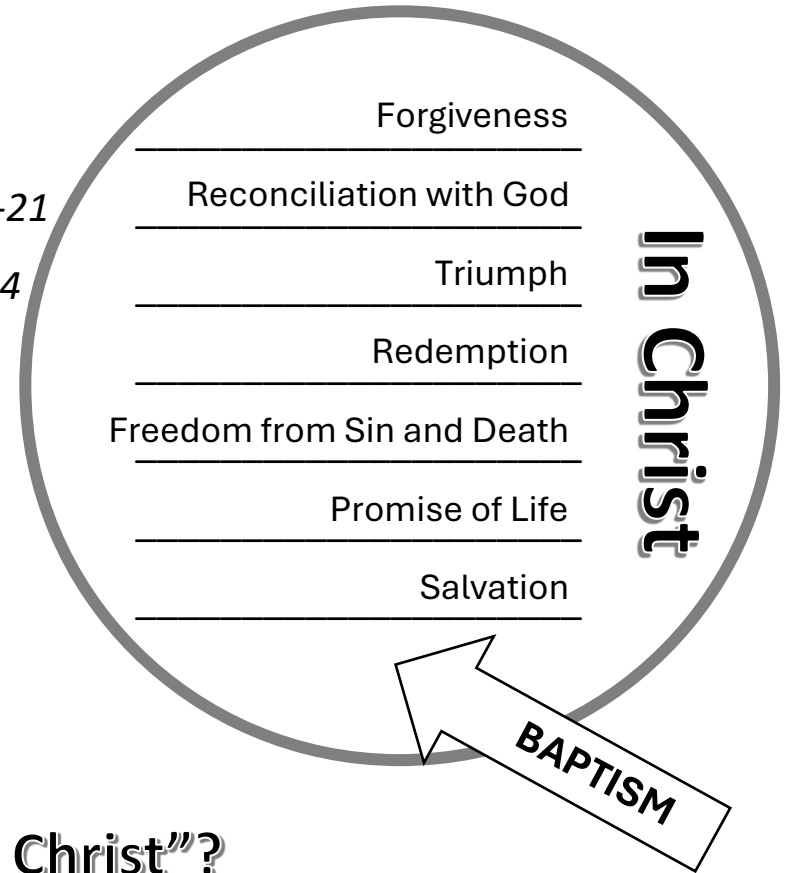 Forgiveness
-21
Reconciliation with God
4
Triumph
Redemption
Freedom from Sin and Death
Promise of Life
Salvation
In Christ
BAPTISM
Christ”?